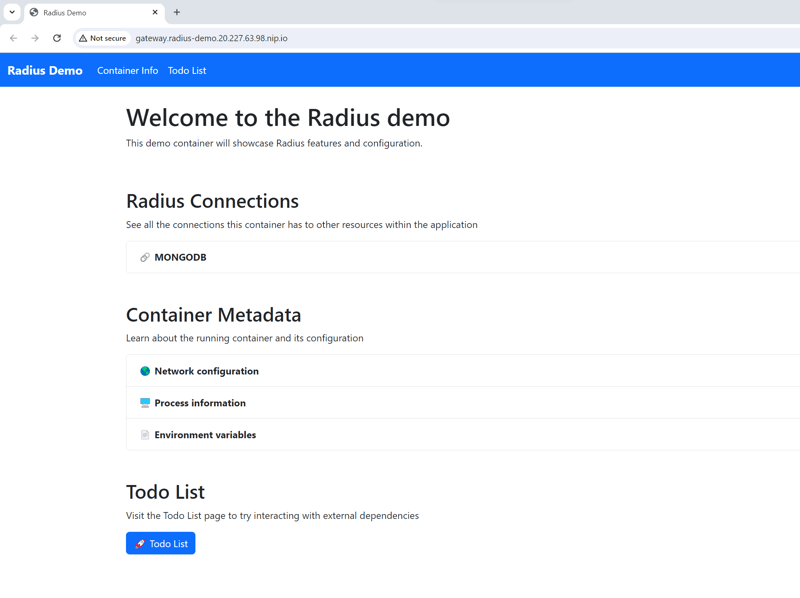 Radius Demo
Not secure
gateway.radius-demo.20.227.63.98.nip.io
Radius Demo Container Info Todo List
Welcome to the Radius demo
This demo container will showcase Radius features and configuration.
Radius Connections
See all the connections this container has to other resources within the application
MONGODB
Container Metadata
Learn about the running container and its configuration
Network configuration
Process information
Environment variables
Todo List
Visit the Todo List page to try interacting with external dependencies
Todo List